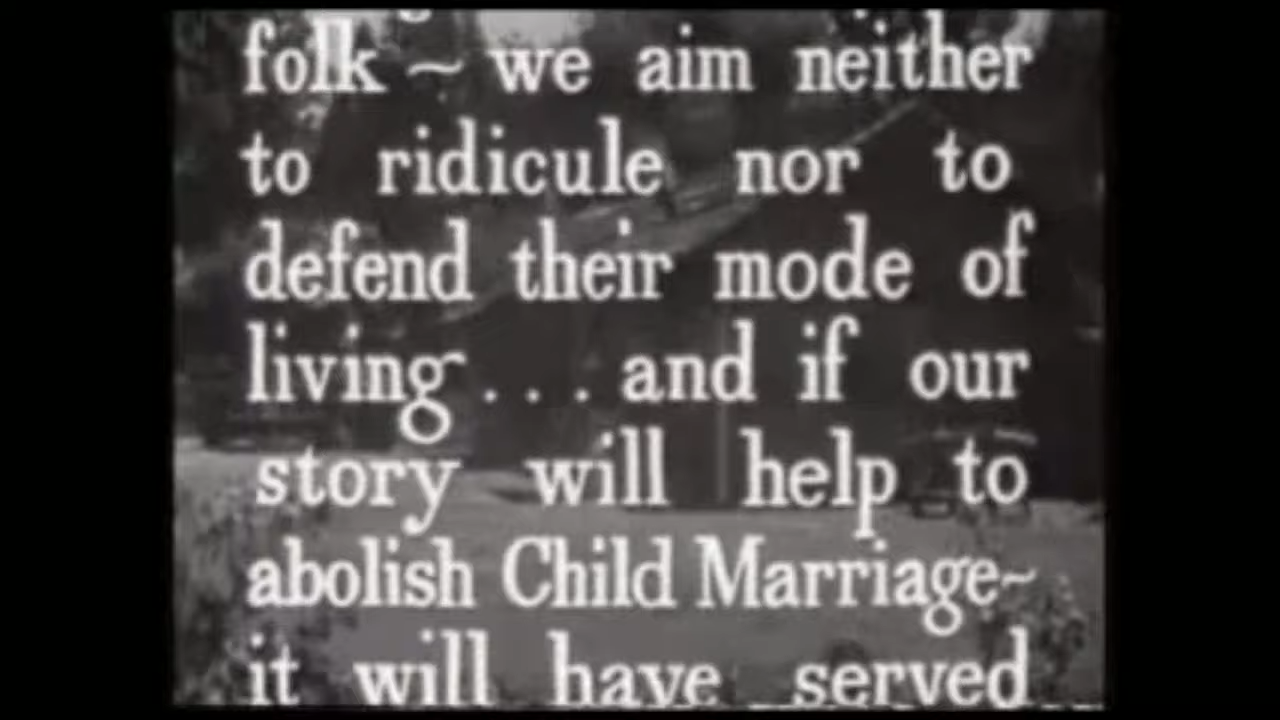 folk ~ we aim neither
to ridicule nor to
defend their mode of
living . . . and if our
story will help to
abolish Child Marriage~
it will have served